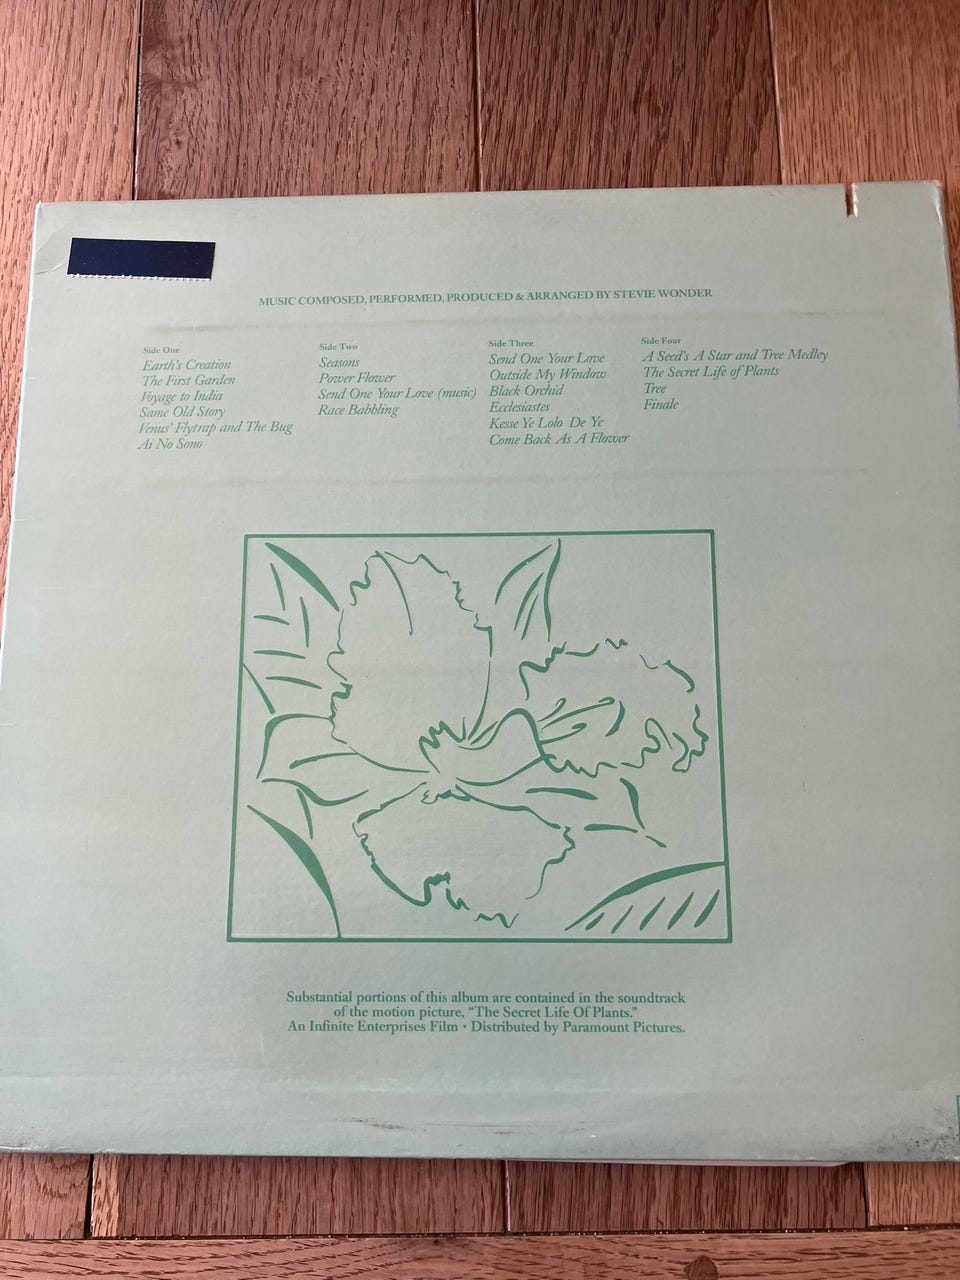 MUSIC COMPOSED, PERFORMED, PRODUCED & ARRANGED BY STEVIE WONDER
Side One
Earth's Creation
The First Garden
Voyage to India
Same Old Story
Venus' Flytrap and The Bug
Ai No Sono
Side Two
Seasons
Power Flower
Send One Your Love (music)
Race Babbling
Side Three
Send One Your Love
Outside My Window
Black Orchid
Ecclesiastes
Kesse Ye Lolo De Ye
Come Back As A Flower
Side Four
A Seed's A Star and Tree Medley
The Secret Life of Plants
Tree
Finale
Substantial portions of this album are contained in the soundtrack
of the motion picture, “The Secret Life Of Plants.”
An Infinite Enterprises Film • Distributed by Paramount Pictures.